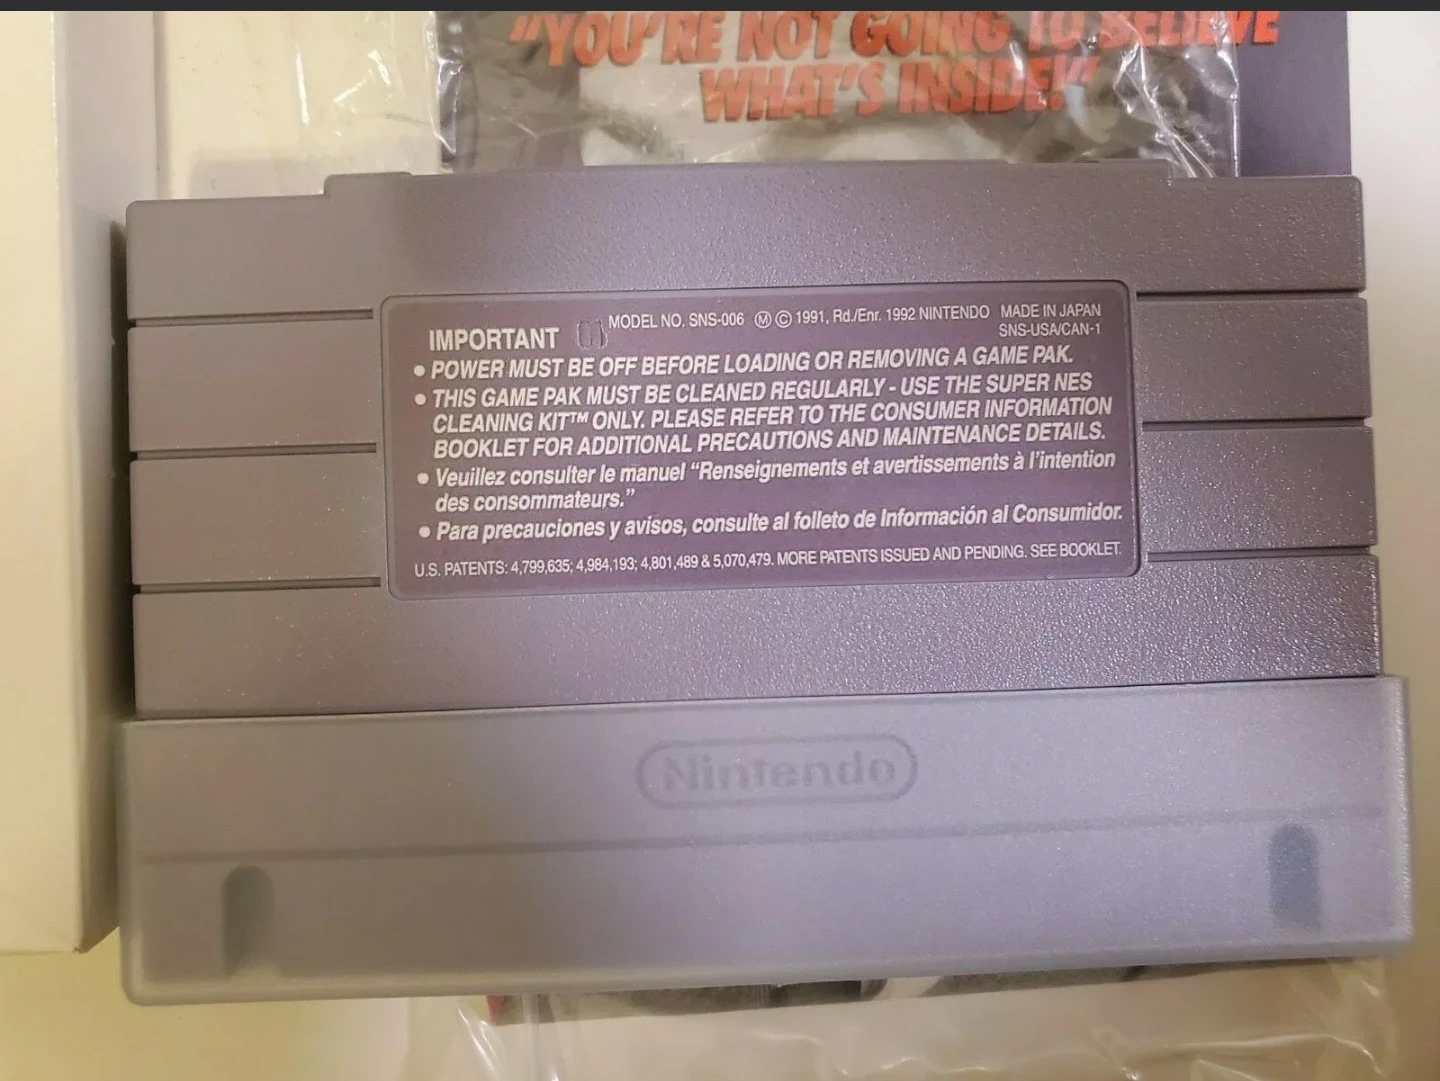 "YOU'RE NOT GOING TO BELIEVE
WHAT'S INSIDE!"
IMPORTANT
MODEL NO. SNS-006 Ⓜ © 1991, Rd./Enr. 1992 NINTENDO MADE IN JAPAN
SNS-USA/CAN-1
● POWER MUST BE OFF BEFORE LOADING OR REMOVING A GAME PAK.
● THIS GAME PAK MUST BE CLEANED REGULARLY - USE THE SUPER NES
CLEANING KIT™ ONLY. PLEASE REFER TO THE CONSUMER INFORMATION
BOOKLET FOR ADDITIONAL PRECAUTIONS AND MAINTENANCE DETAILS.
● Veuillez consulter le manuel “Renseignements et avertissements à l'intention
des consommateurs.”
● Para precauciones y avisos, consulte al folleto de Información al Consumidor.
U.S. PATENTS: 4,799,635; 4,984,193; 4,801,489 & 5,070,479. MORE PATENTS ISSUED AND PENDING. SEE BOOKLET.
Nintendo